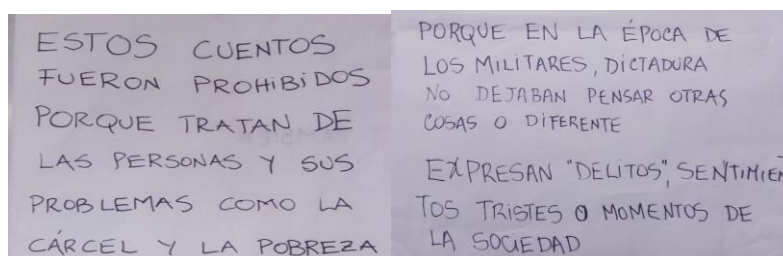 ESTOS CUENTOS
FUERON PROHIBIDOS
PORQUE TRATAN DE
LAS PERSONAS Y SUS
PROBLEMAS COMO LA
CÁRCEL Y LA POBREZA
PORQUE EN LA ÉPOCA DE
LOS MILITARES, DICTADURA
NO DEJABAN PENSAR OTRAS
COSAS O DIFERENTE
EXPRESAN "DELITOS", SENTIMIEN
TOS TRISTES O MOMENTOS DE
LA SOCIEDAD